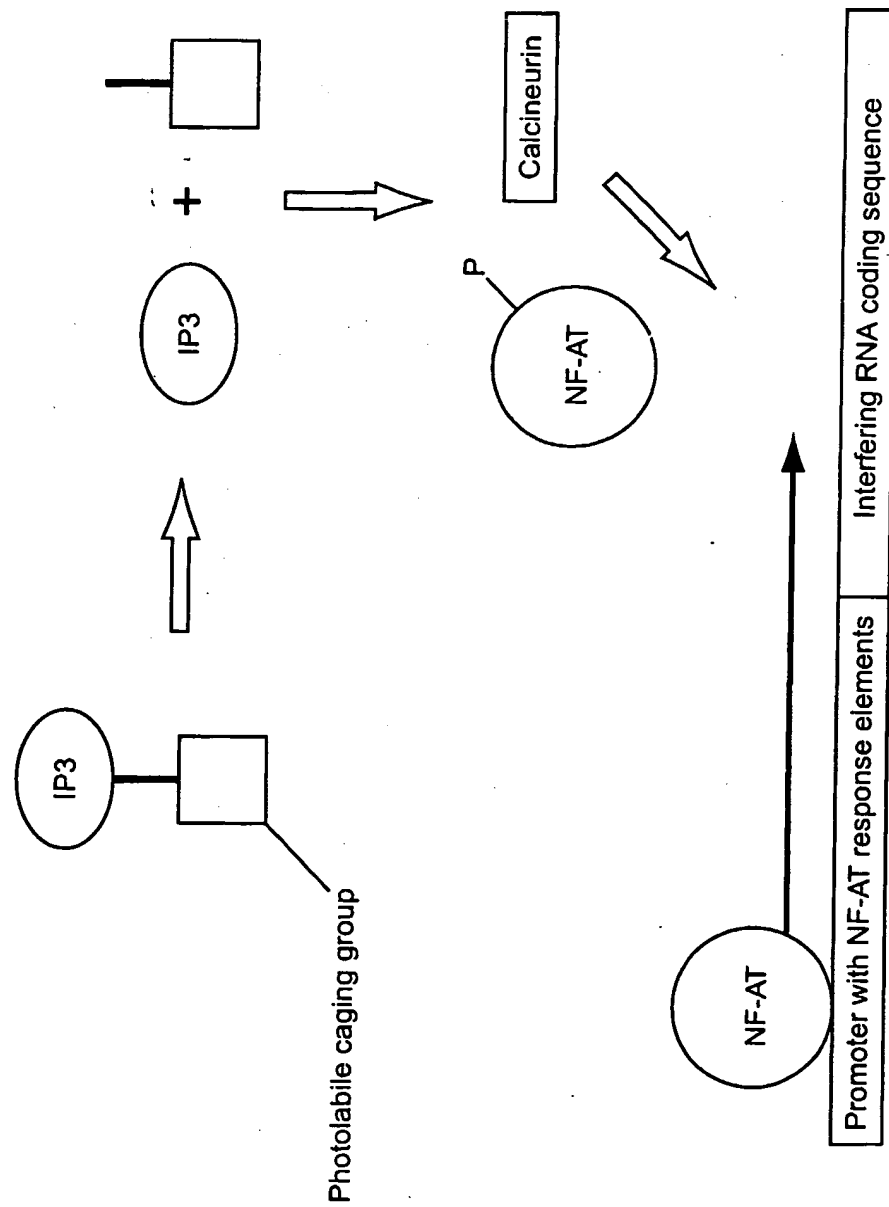 IP3
Photolabile caging group
IP3
+
Calcineurin
P
NF-AT
NF-AT
Promoter with NF-AT response elements
Interfering RNA coding sequence